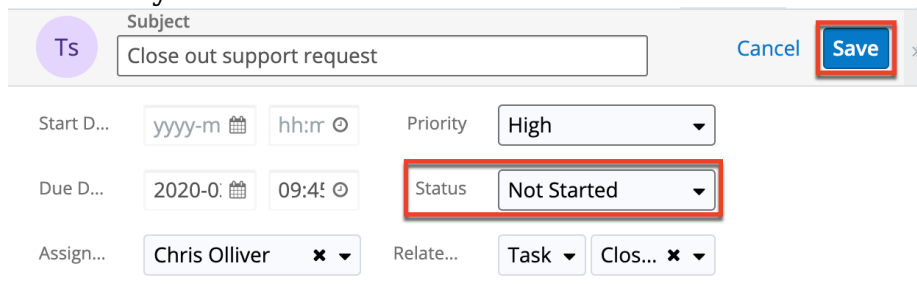 Subject
Ts
Close out support request
Cancel
Save
Start D...
yyyy-m
hh:m
Priority
High
Due D...
2020-0
09:45
Status
Not Started
Assign...
Chris Olliver
Relate...
Task
Clos...